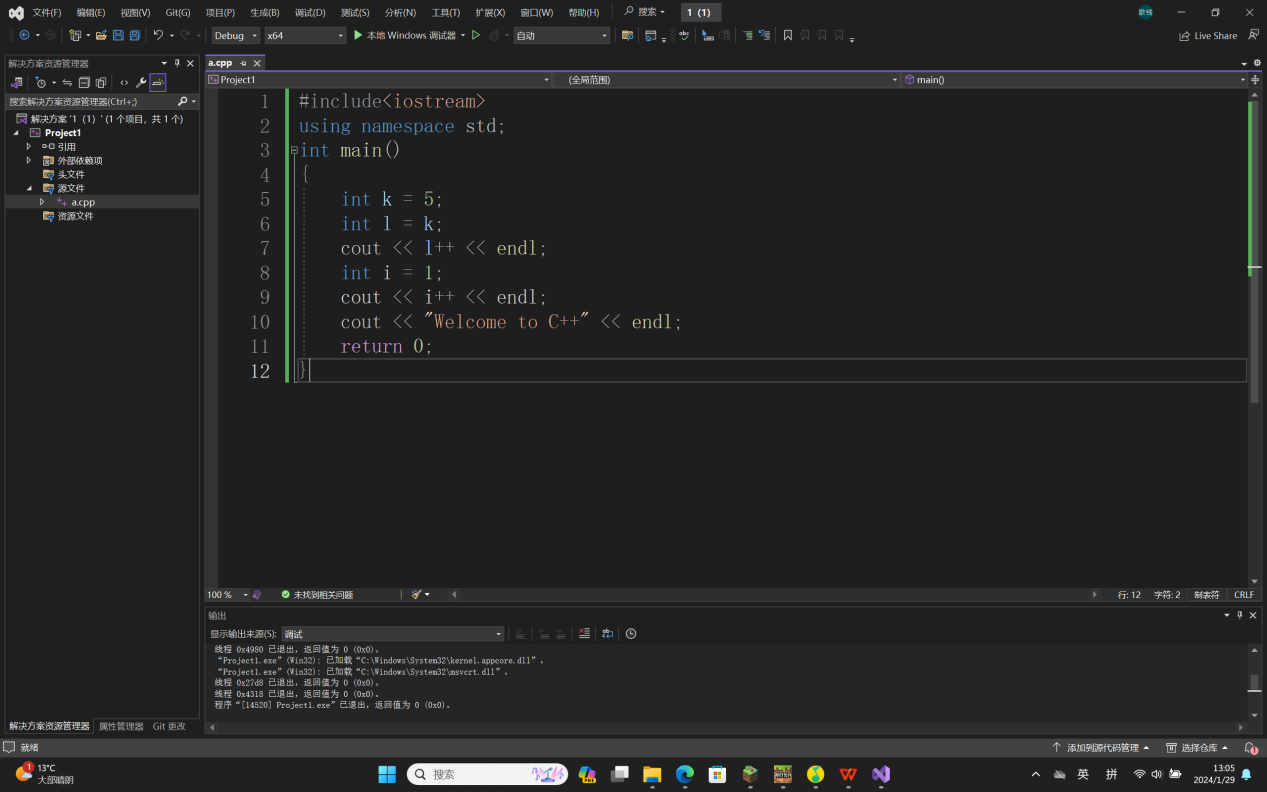 文件(F) 编辑(E) 视图(V) Git(G) 项目(P) 生成(B) 调试(D) 测试(S) 分析(N) 工具(T) 扩展(X) 窗口(W) 帮助(H) 搜索 1 (1)
Debug x64 本地 Windows 调试器 自动 Live Share
解决方案资源管理器
搜索解决方案资源管理器(Ctrl+;)
解决方案 '1（1）' (1 个项目，共 1 个)
Project1
引用
外部依赖项
头文件
源文件
a.cpp
资源文件
a.cpp
Project1 (全局范围) main()
1 #include<iostream>
2 using namespace std;
3 int main()
4 {
5 int k = 5;
6 int l = k;
7 cout << l++ << endl;
8 int i = 1;
9 cout << i++ << endl;
10 cout << "Welcome to C++" << endl;
11 return 0;
12 }
100 % 未找到相关问题 行: 12 字符: 2 制表符 CRLF
输出
显示输出来源(S): 调试
线程 0x4980 已退出，返回值为 0 (0x0)。
“Project1.exe”(Win32): 已加载“C:\Windows\System32\kernel.appcore.dll”。
“Project1.exe”(Win32): 已加载“C:\Windows\System32\msvcrt.dll”。
线程 0x27d8 已退出，返回值为 0 (0x0)。
线程 0x4318 已退出，返回值为 0 (0x0)。
程序“[14520] Project1.exe”已退出，返回值为 0 (0x0)。
解决方案资源管理器 属性管理器 Git 更改
就绪 添加到源代码管理 选择仓库 1
1 13°C
大部晴朗
搜索
英 拼
13:05
2024/1/29